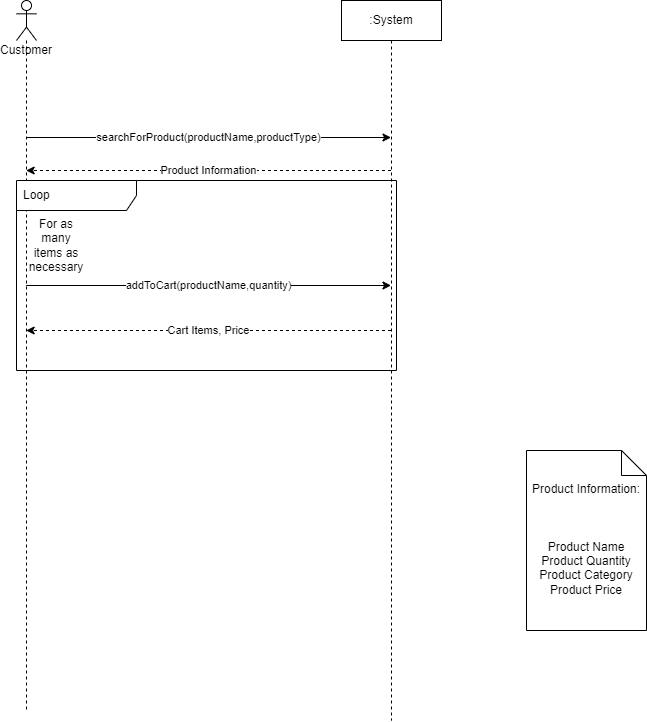 :System
Customer
searchForProduct(productName,productType)
Product Information
Loop
For as
many
items as
necessary
addToCart(productName,quantity)
Cart Items, Price
Product Information:
Product Name
Product Quantity
Product Category
Product Price